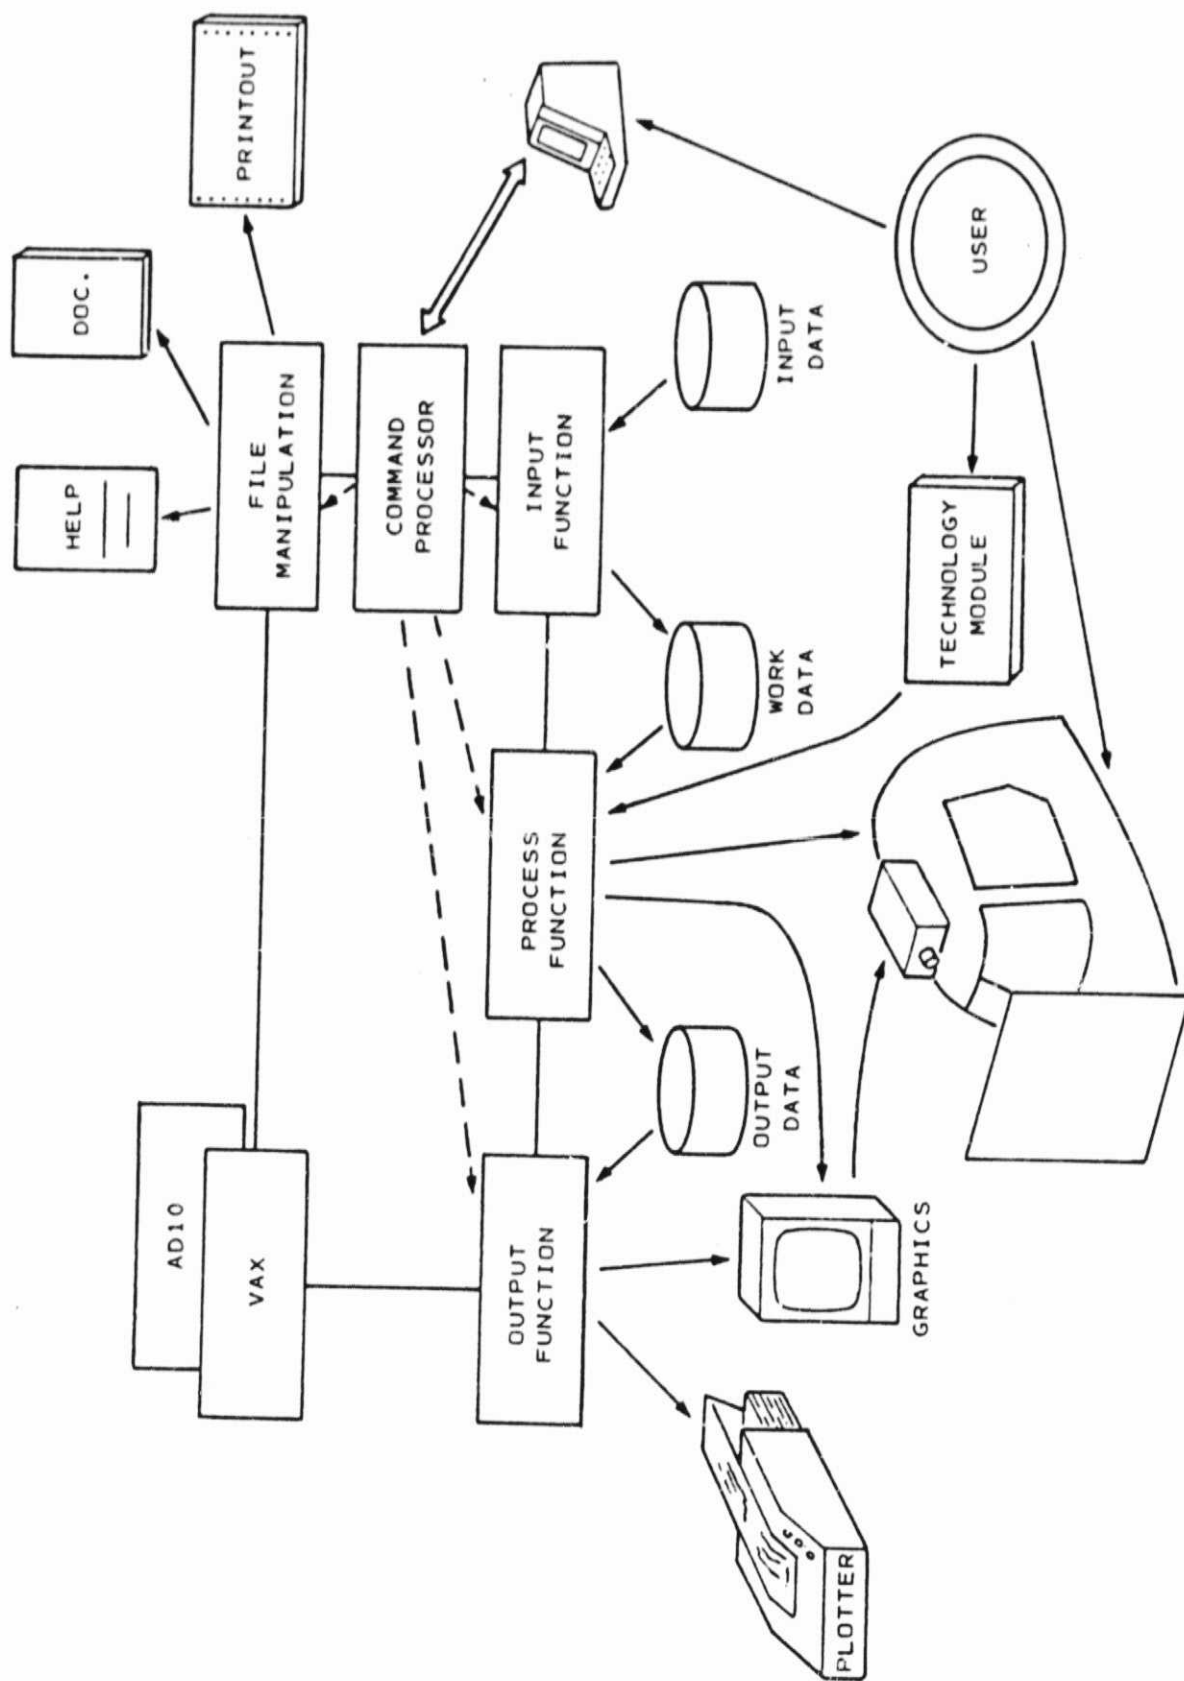 PRINTOUT
DOC.
HELP
FILE
MANIPULATION
COMMAND
PROCESSOR
INPUT
FUNCTION
INPUT
DATA
USER
AD10
VAX
PROCESS
FUNCTION
WORK
DATA
TECHNOLOGY
MODULE
OUTPUT
FUNCTION
OUTPUT
DATA
GRAPHICS
PLOTTER